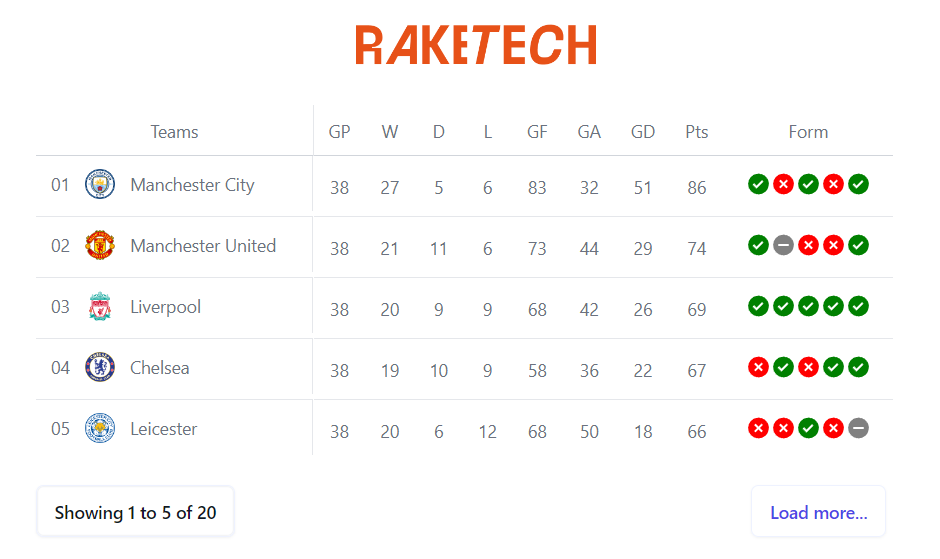 RAKETECH
Teams GP W D L GF GA GD Pts Form
01 Manchester City 38 27 5 6 83 32 51 86
02 Manchester United 38 21 11 6 73 44 29 74
03 Liverpool 38 20 9 9 68 42 26 69
04 Chelsea 38 19 10 9 58 36 22 67
05 Leicester 38 20 6 12 68 50 18 66
Showing 1 to 5 of 20 Load more...